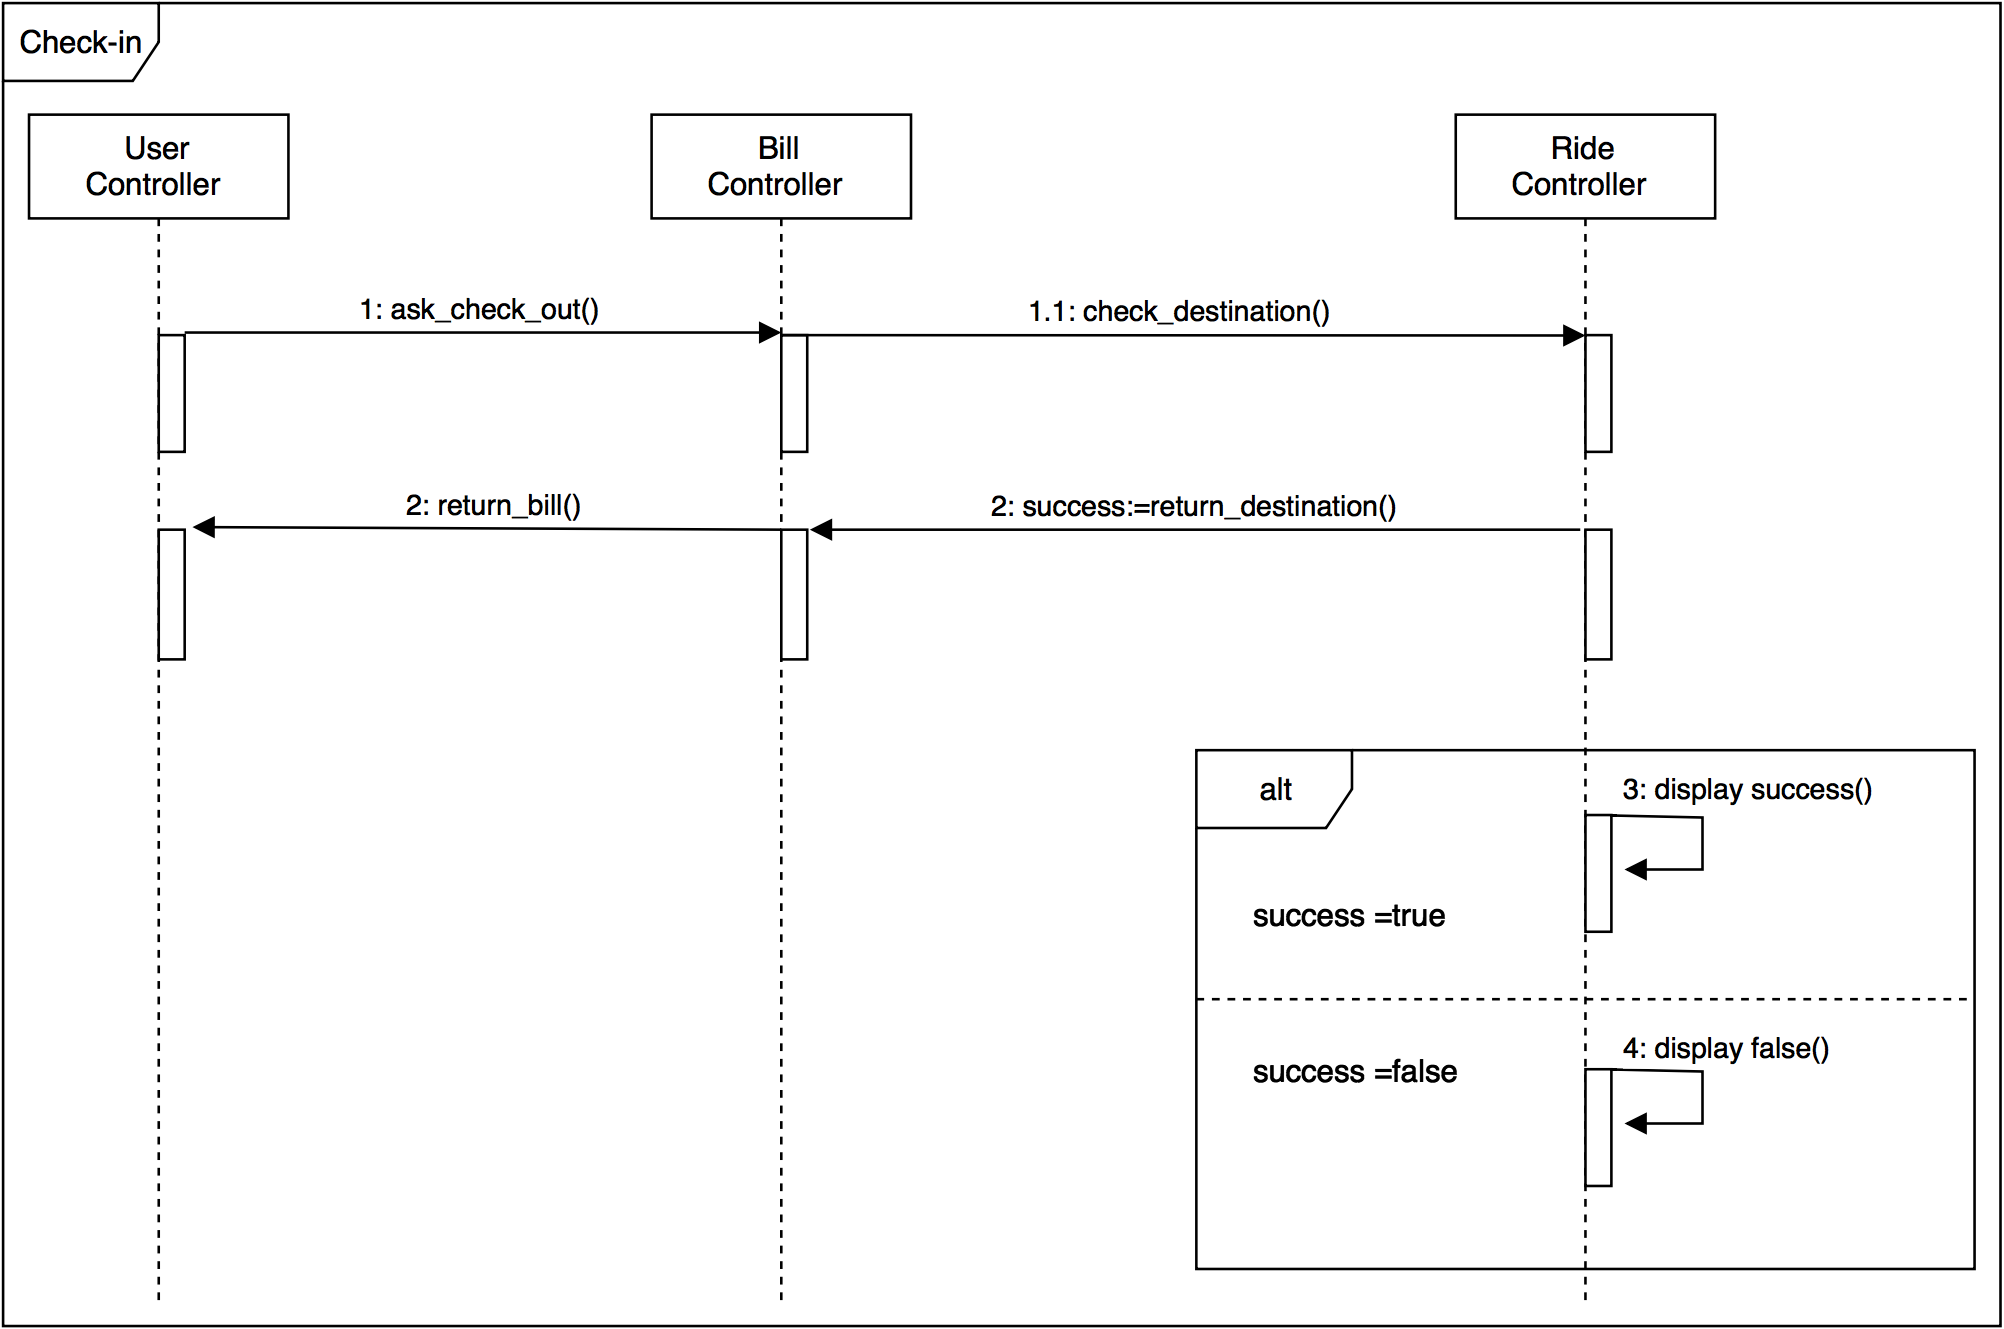 Check-in
User
Controller
Bill
Controller
Ride
Controller
1: ask_check_out()
1.1: check_destination()
2: return_bill()
2: success:=return_destination()
alt
3: display success()
success =true
4: display false()
success =false